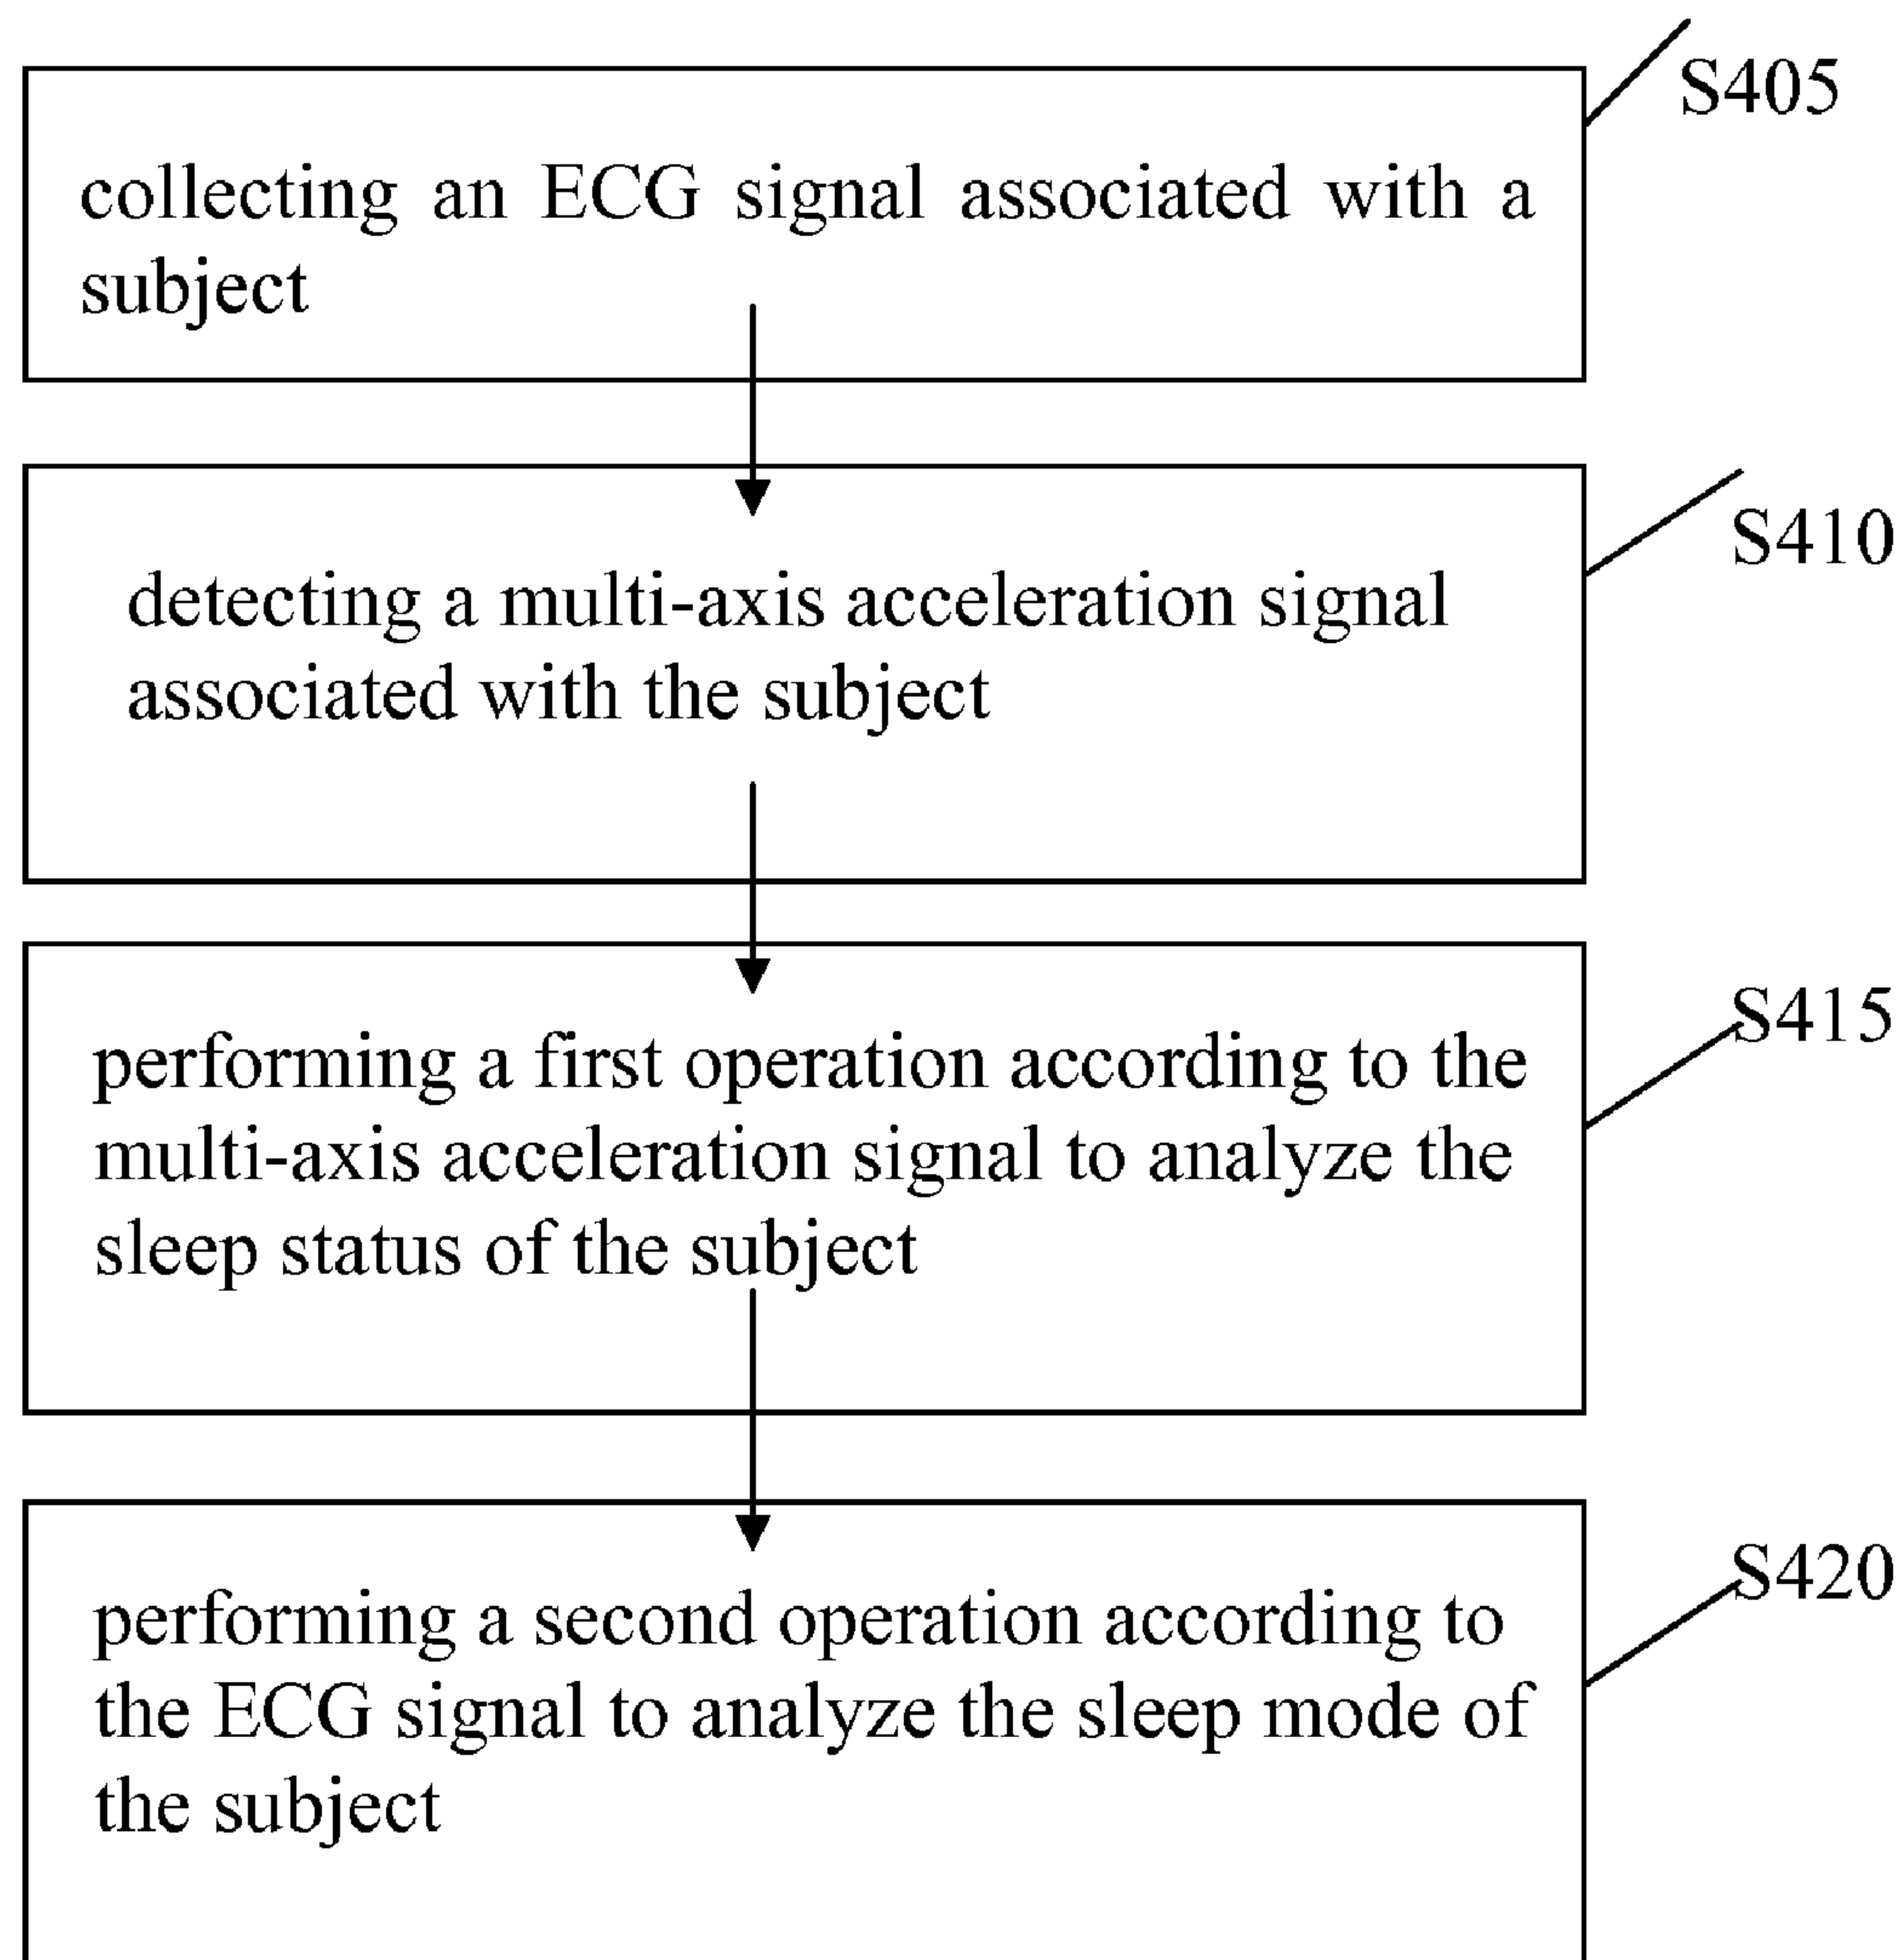 S405
collecting an ECG signal associated with a
subject
S410
detecting a multi-axis acceleration signal
associated with the subject
S415
performing a first operation according to the
multi-axis acceleration signal to analyze the
sleep status of the subject
S420
performing a second operation according to
the ECG signal to analyze the sleep mode of
the subject